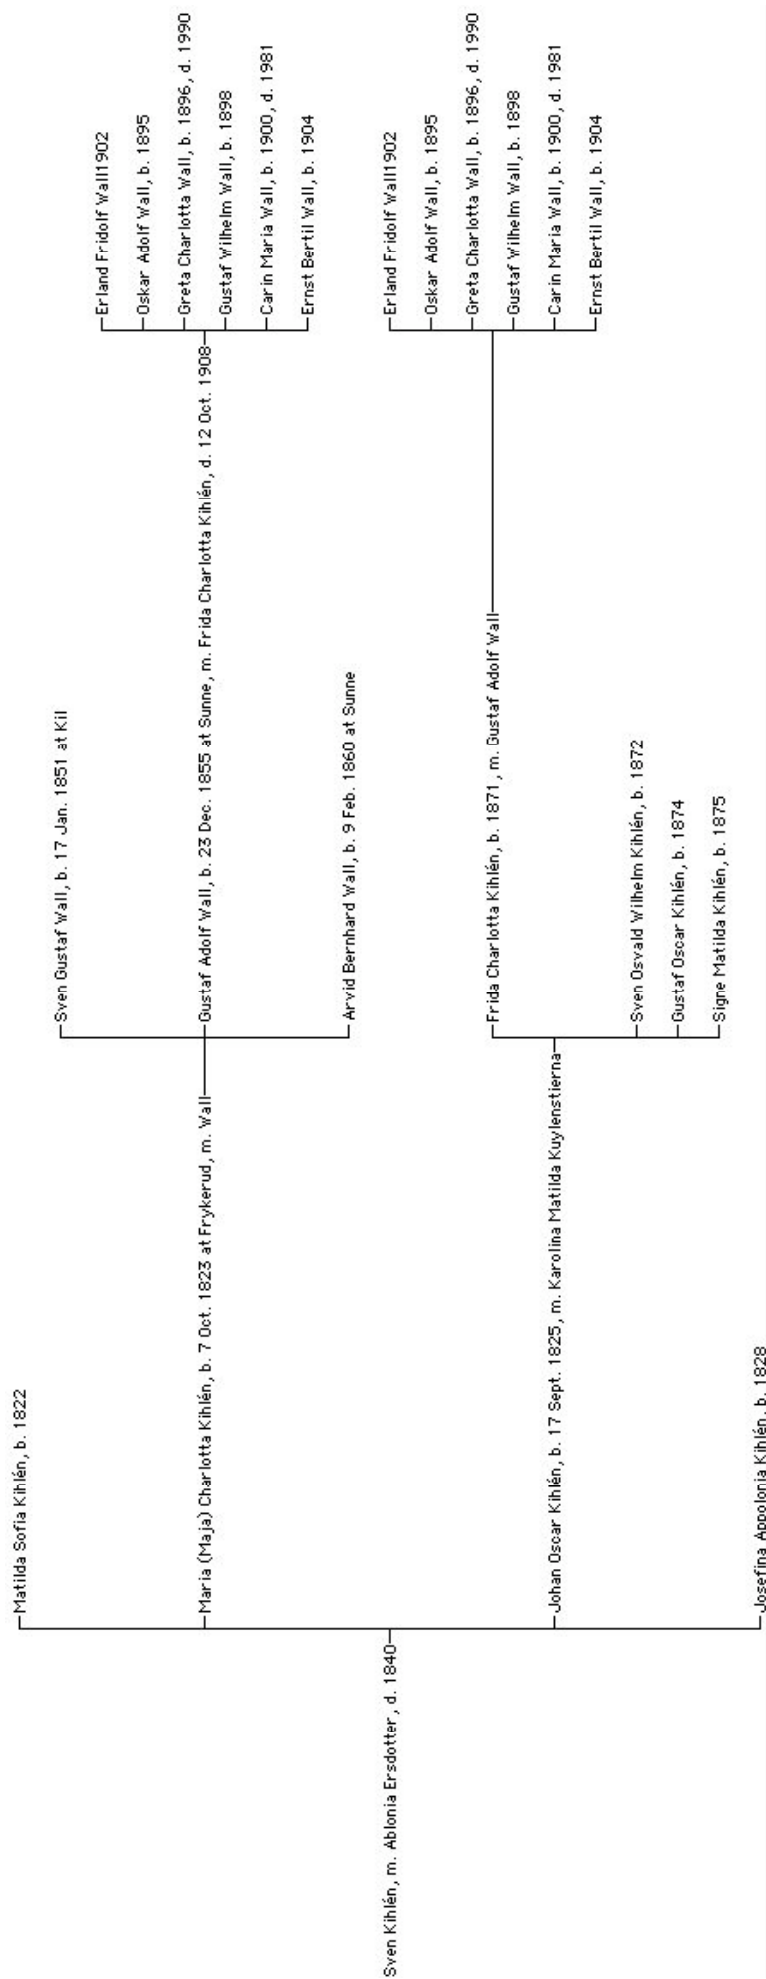 Sven Kihlén, m. Ablonia Ersdotter, d. 1840
Matilda Sofia Kihlén, b. 1822
Maria (Maja) Charlotta Kihlén, b. 7 Oct. 1823 at Frykerud, m. Wall
Sven Gustaf Wall, b. 17 Jan. 1851 at Kil
Gustaf Adolf Wall, b. 23 Dec. 1855 at Sunne, m. Frida Charlotta Kihlén, d. 12 Oct. 1908
Erland Fridolf Wall1902
Oskar Adolf Wall, b. 1895
Greta Charlotta Wall, b. 1896, d. 1990
Gustaf Wilhelm Wall, b. 1898
Carin Maria Wall, b. 1900, d. 1981
Ernst Bertil Wall, b. 1904
Arvid Bernhard Wall, b. 9 Feb. 1860 at Sunne
Johan Oscar Kihlén, b. 17 Sept. 1825, m. Karolina Matilda Kuylenstierna
Frida Charlotta Kihlén, b. 1871, m. Gustaf Adolf Wall
Erland Fridolf Wall1902
Oskar Adolf Wall, b. 1895
Greta Charlotta Wall, b. 1896, d. 1990
Gustaf Wilhelm Wall, b. 1898
Carin Maria Wall, b. 1900, d. 1981
Ernst Bertil Wall, b. 1904
Sven Osvald Wilhelm Kihlén, b. 1872
Gustaf Oscar Kihlén, b. 1874
Signe Matilda Kihlén, b. 1875
Josefina Appolonia Kihlén, b. 1828